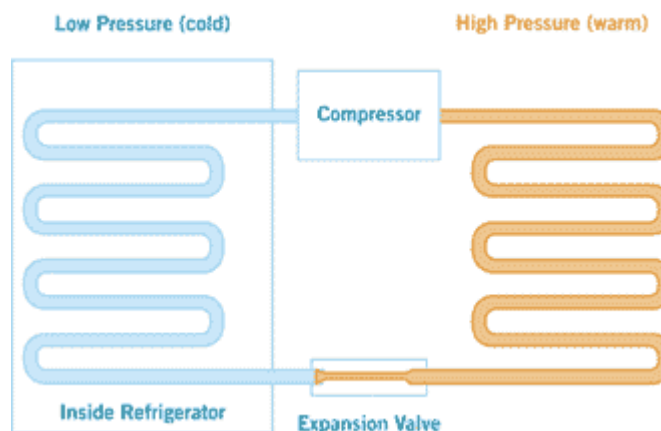 Low Pressure (cold)
High Pressure (warm)
Compressor
Inside Refrigerator
Expansion Valve